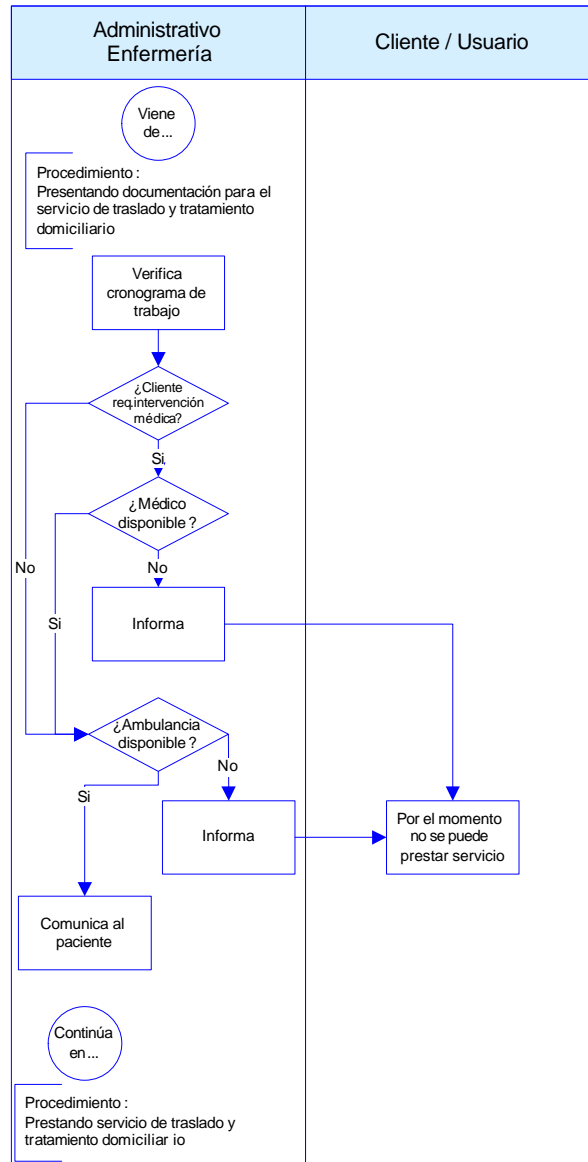 Administrativo
Enfermería
Cliente / Usuario
Viene
de ...
Procedimiento :
Presentando documentación para el
servicio de traslado y tratamiento
domiciliario
Verifica
cronograma de
trabajo
¿Cliente
req.intervención
médica?
Si
¿Médico
disponible ?
No
No
Si
Informa
¿Ambulancia
disponible ?
No
Si
Informa
Por el momento
no se puede
prestar servicio
Comunica al
paciente
Continúa
en ...
Procedimiento :
Prestando servicio de traslado y
tratamiento domiciliar io